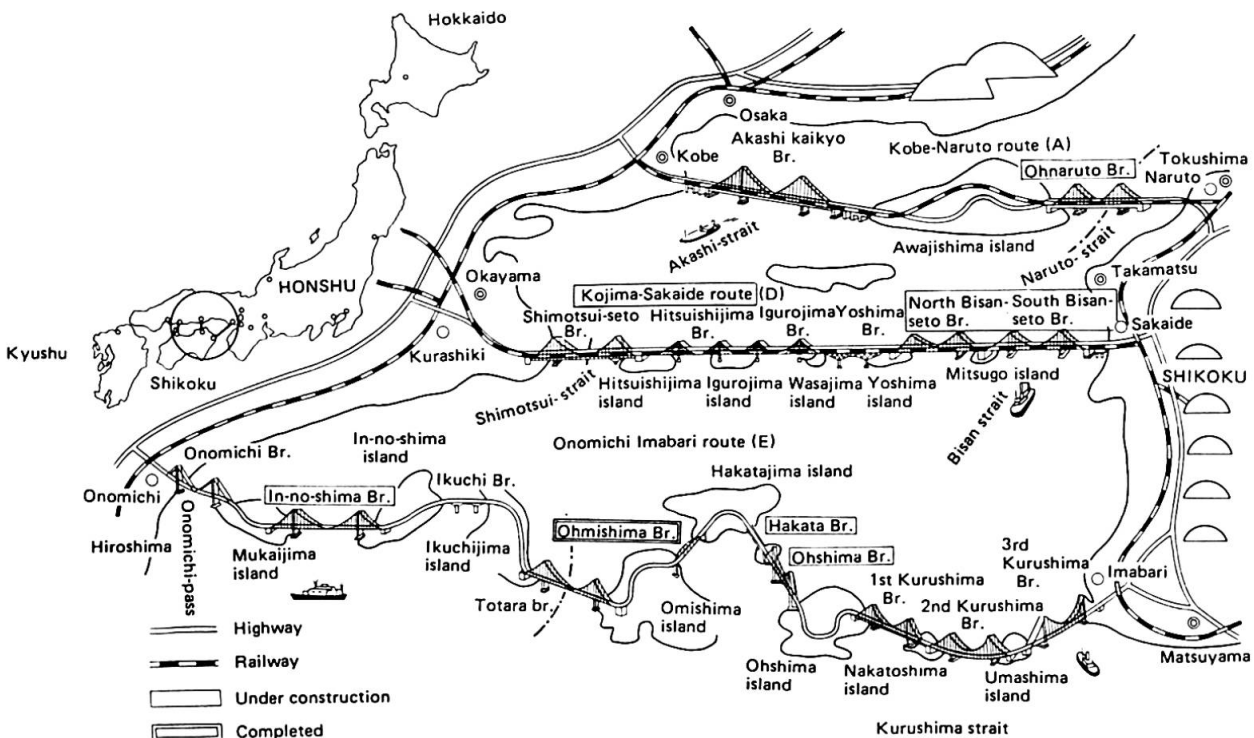 Hokkaido
HONSHU
Kyushu
Shikoku
Osaka
Akashi kaikyo
Br.
Kobe
Kobe-Naruto route (A)
Ohnaruto Br.
Tokushima
Naruto
Akashi-strait
Awajishima island
Naruto- strait
Okayama
Takamatsu
Kojima-Sakaide route (D)
Shimotsui-seto
Br.
Hitsuishijima
Br.
Igurojima
Br.
Yoshima
Br.
North Bisan-
seto Br.
South Bisan-
seto Br.
Sakaide
Kurashiki
Shimotsui- strait
Hitsuishijima
island
Igurojima
island
Wasajima
island
Yoshima
island
Mitsugo island
SHIKOKU
Bisan strait
Onomichi Imabari route (E)
Onomichi Br.
In-no-shima
island
Ikuchi Br.
Hakatajima island
Onomichi
In-no-shima Br.
Ohmishima Br.
Hakata Br.
Hiroshima
Onomichi-pass
Mukaijima
island
Ikuchijima
island
Ohshima Br.
3rd
Kurushima
Br.
Imabari
1st Kurushima
Br.
2nd Kurushima
Br.
Totara br.
Omishima
island
Ohshima
island
Nakatoshima
island
Umashima
island
Matsuyama
Kurushima strait
Highway
Railway
Under construction
Completed